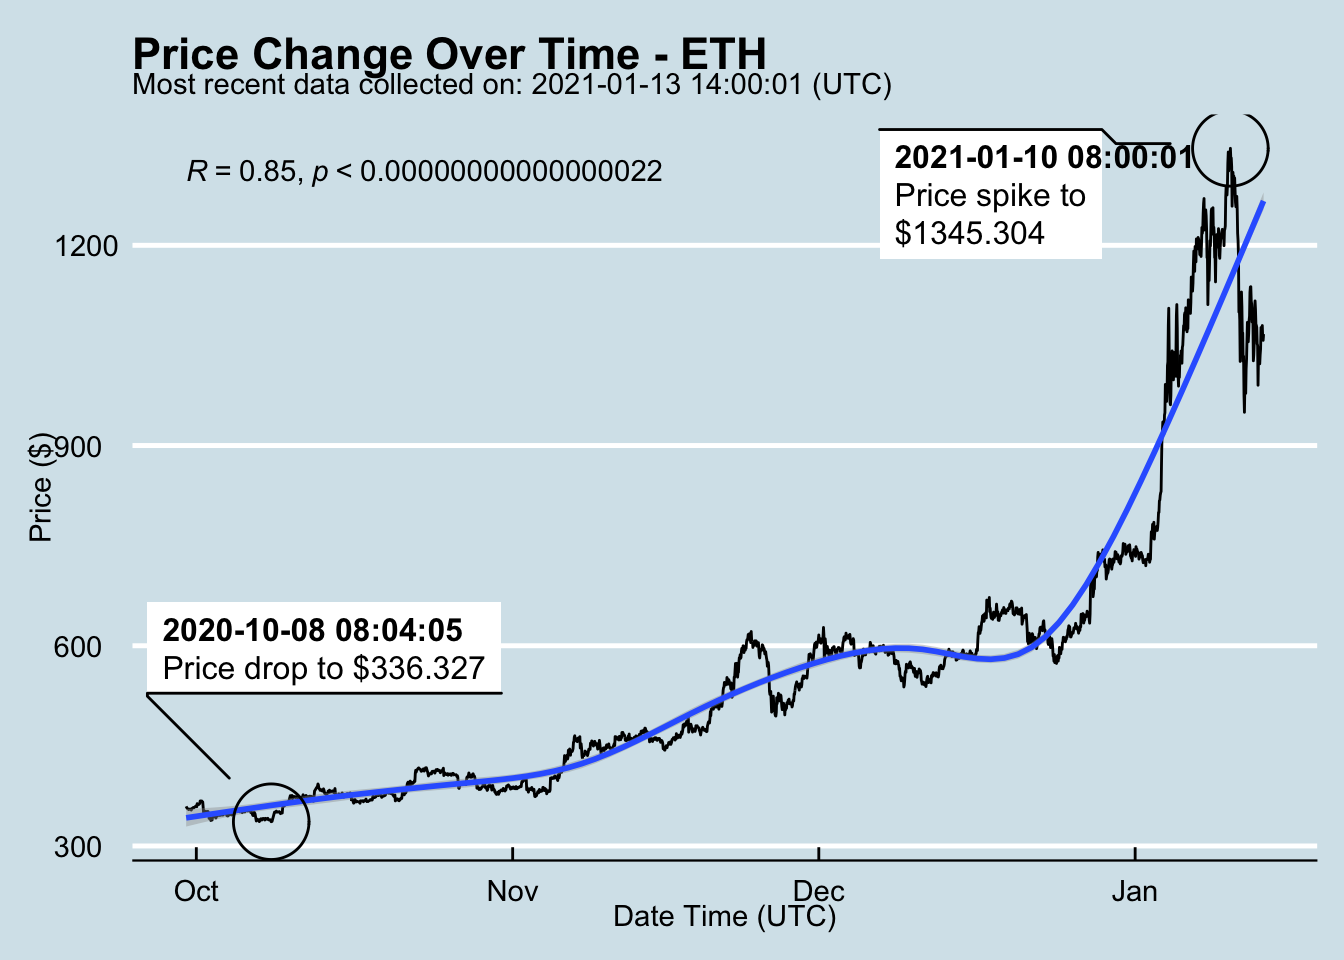 Price Change Over Time - ETH
Most recent data collected on: 2021-01-13 14:00:01 (UTC)
R = 0.85, p < 0.00000000000000022
2021-01-10 08:00:01
Price spike to
$1345.304
1200
900
600
300
Price ($)
2020-10-08 08:04:05
Price drop to $336.327
Oct Nov Dec Jan
Date Time (UTC)